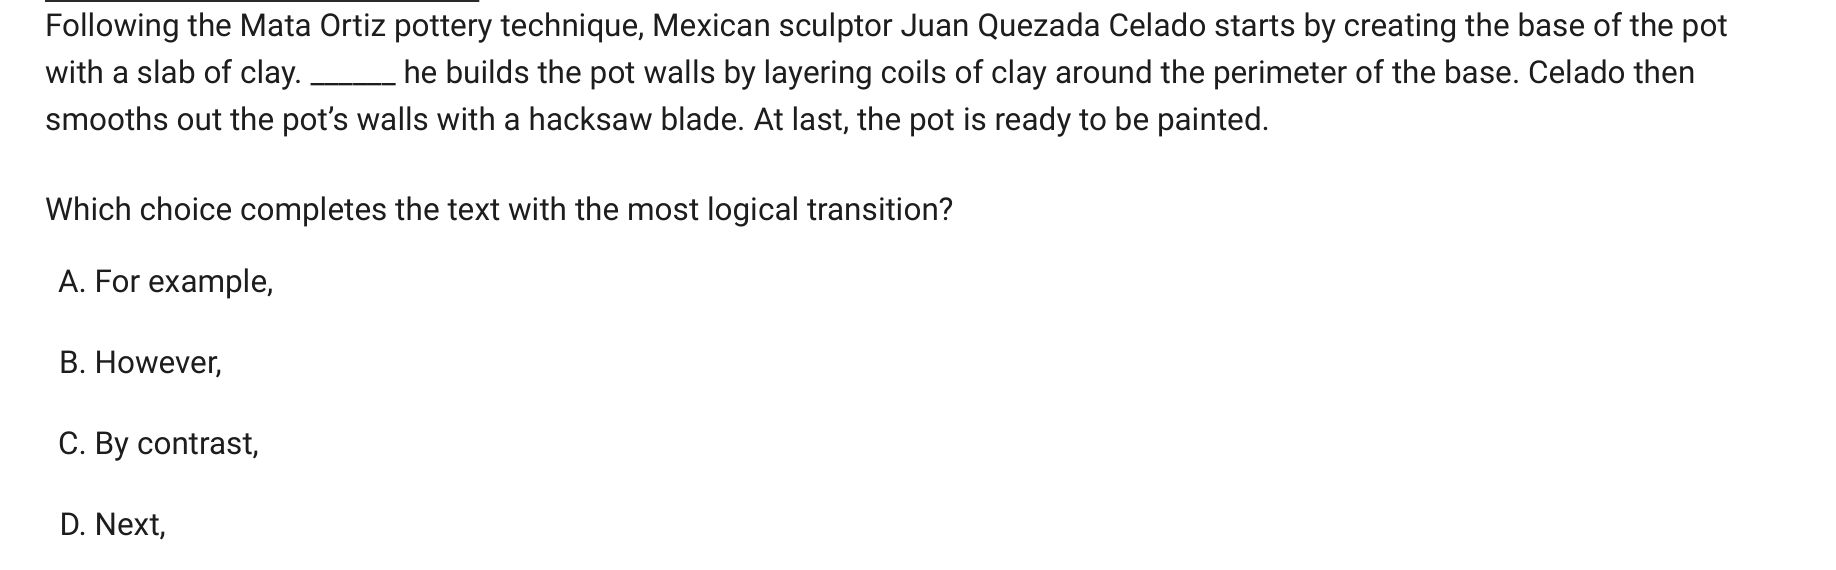 Following the Mata Ortiz pottery technique, Mexican sculptor Juan Quezada Celado starts by creating the base of the pot
with a slab of clay. ______ he builds the pot walls by layering coils of clay around the perimeter of the base. Celado then
smooths out the pot’s walls with a hacksaw blade. At last, the pot is ready to be painted.
Which choice completes the text with the most logical transition?
A. For example,
B. However,
C. By contrast,
D. Next,